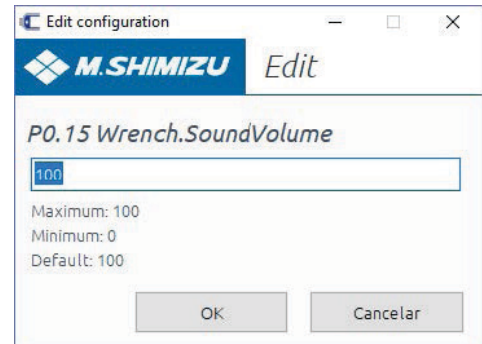 Edit configuration
M.SHIMIZU Edit
P0.15 Wrench.SoundVolume
100
Maximum: 100
Minimum: 0
Default: 100
OK Cancelar